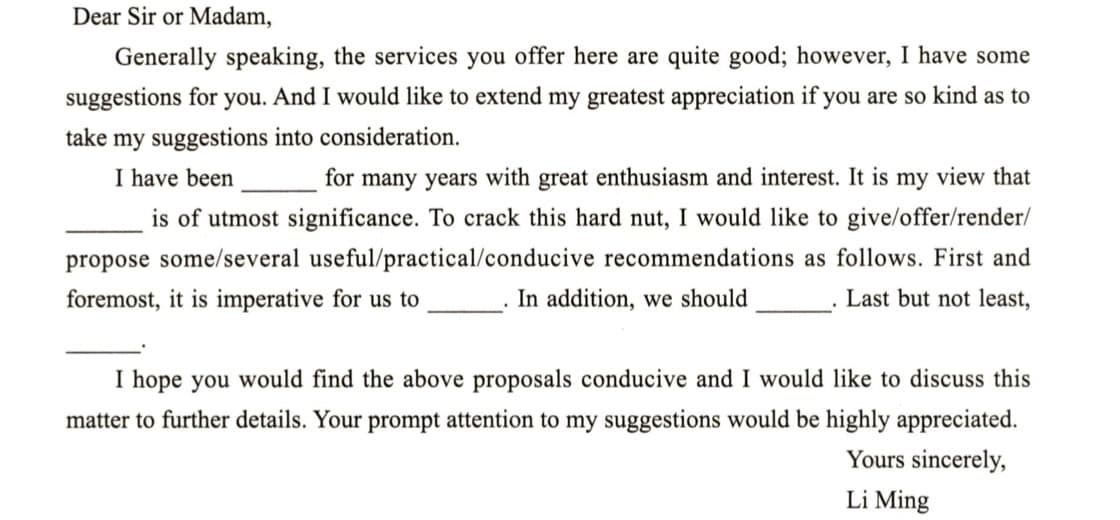 Dear Sir or Madam,
Generally speaking, the services you offer here are quite good; however, I have some
suggestions for you. And I would like to extend my greatest appreciation if you are so kind as to
take my suggestions into consideration.
I have been ______ for many years with great enthusiasm and interest. It is my view that
______ is of utmost significance. To crack this hard nut, I would like to give/offer/render/
propose some/several useful/practical/conducive recommendations as follows. First and
foremost, it is imperative for us to ______. In addition, we should ______. Last but not least,
______.
I hope you would find the above proposals conducive and I would like to discuss this
matter to further details. Your prompt attention to my suggestions would be highly appreciated.
Yours sincerely,
Li Ming